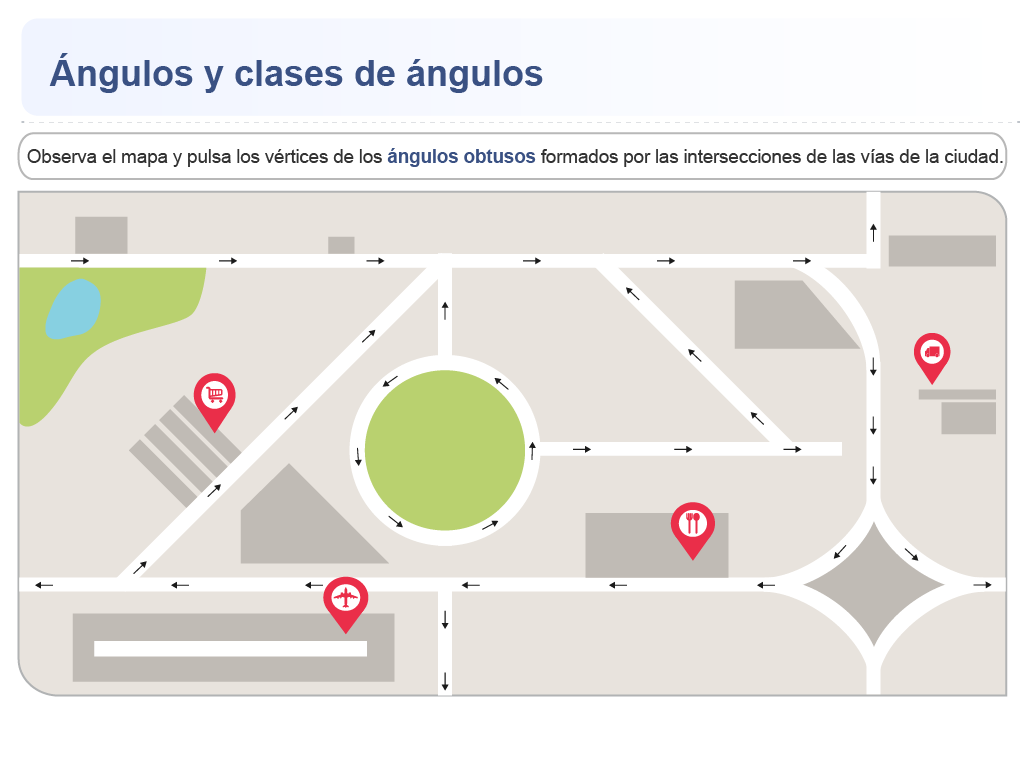 Ángulos y clases de ángulos
Observa el mapa y pulsa los vértices de los ángulos obtusos formados por las intersecciones de las vías de la ciudad.